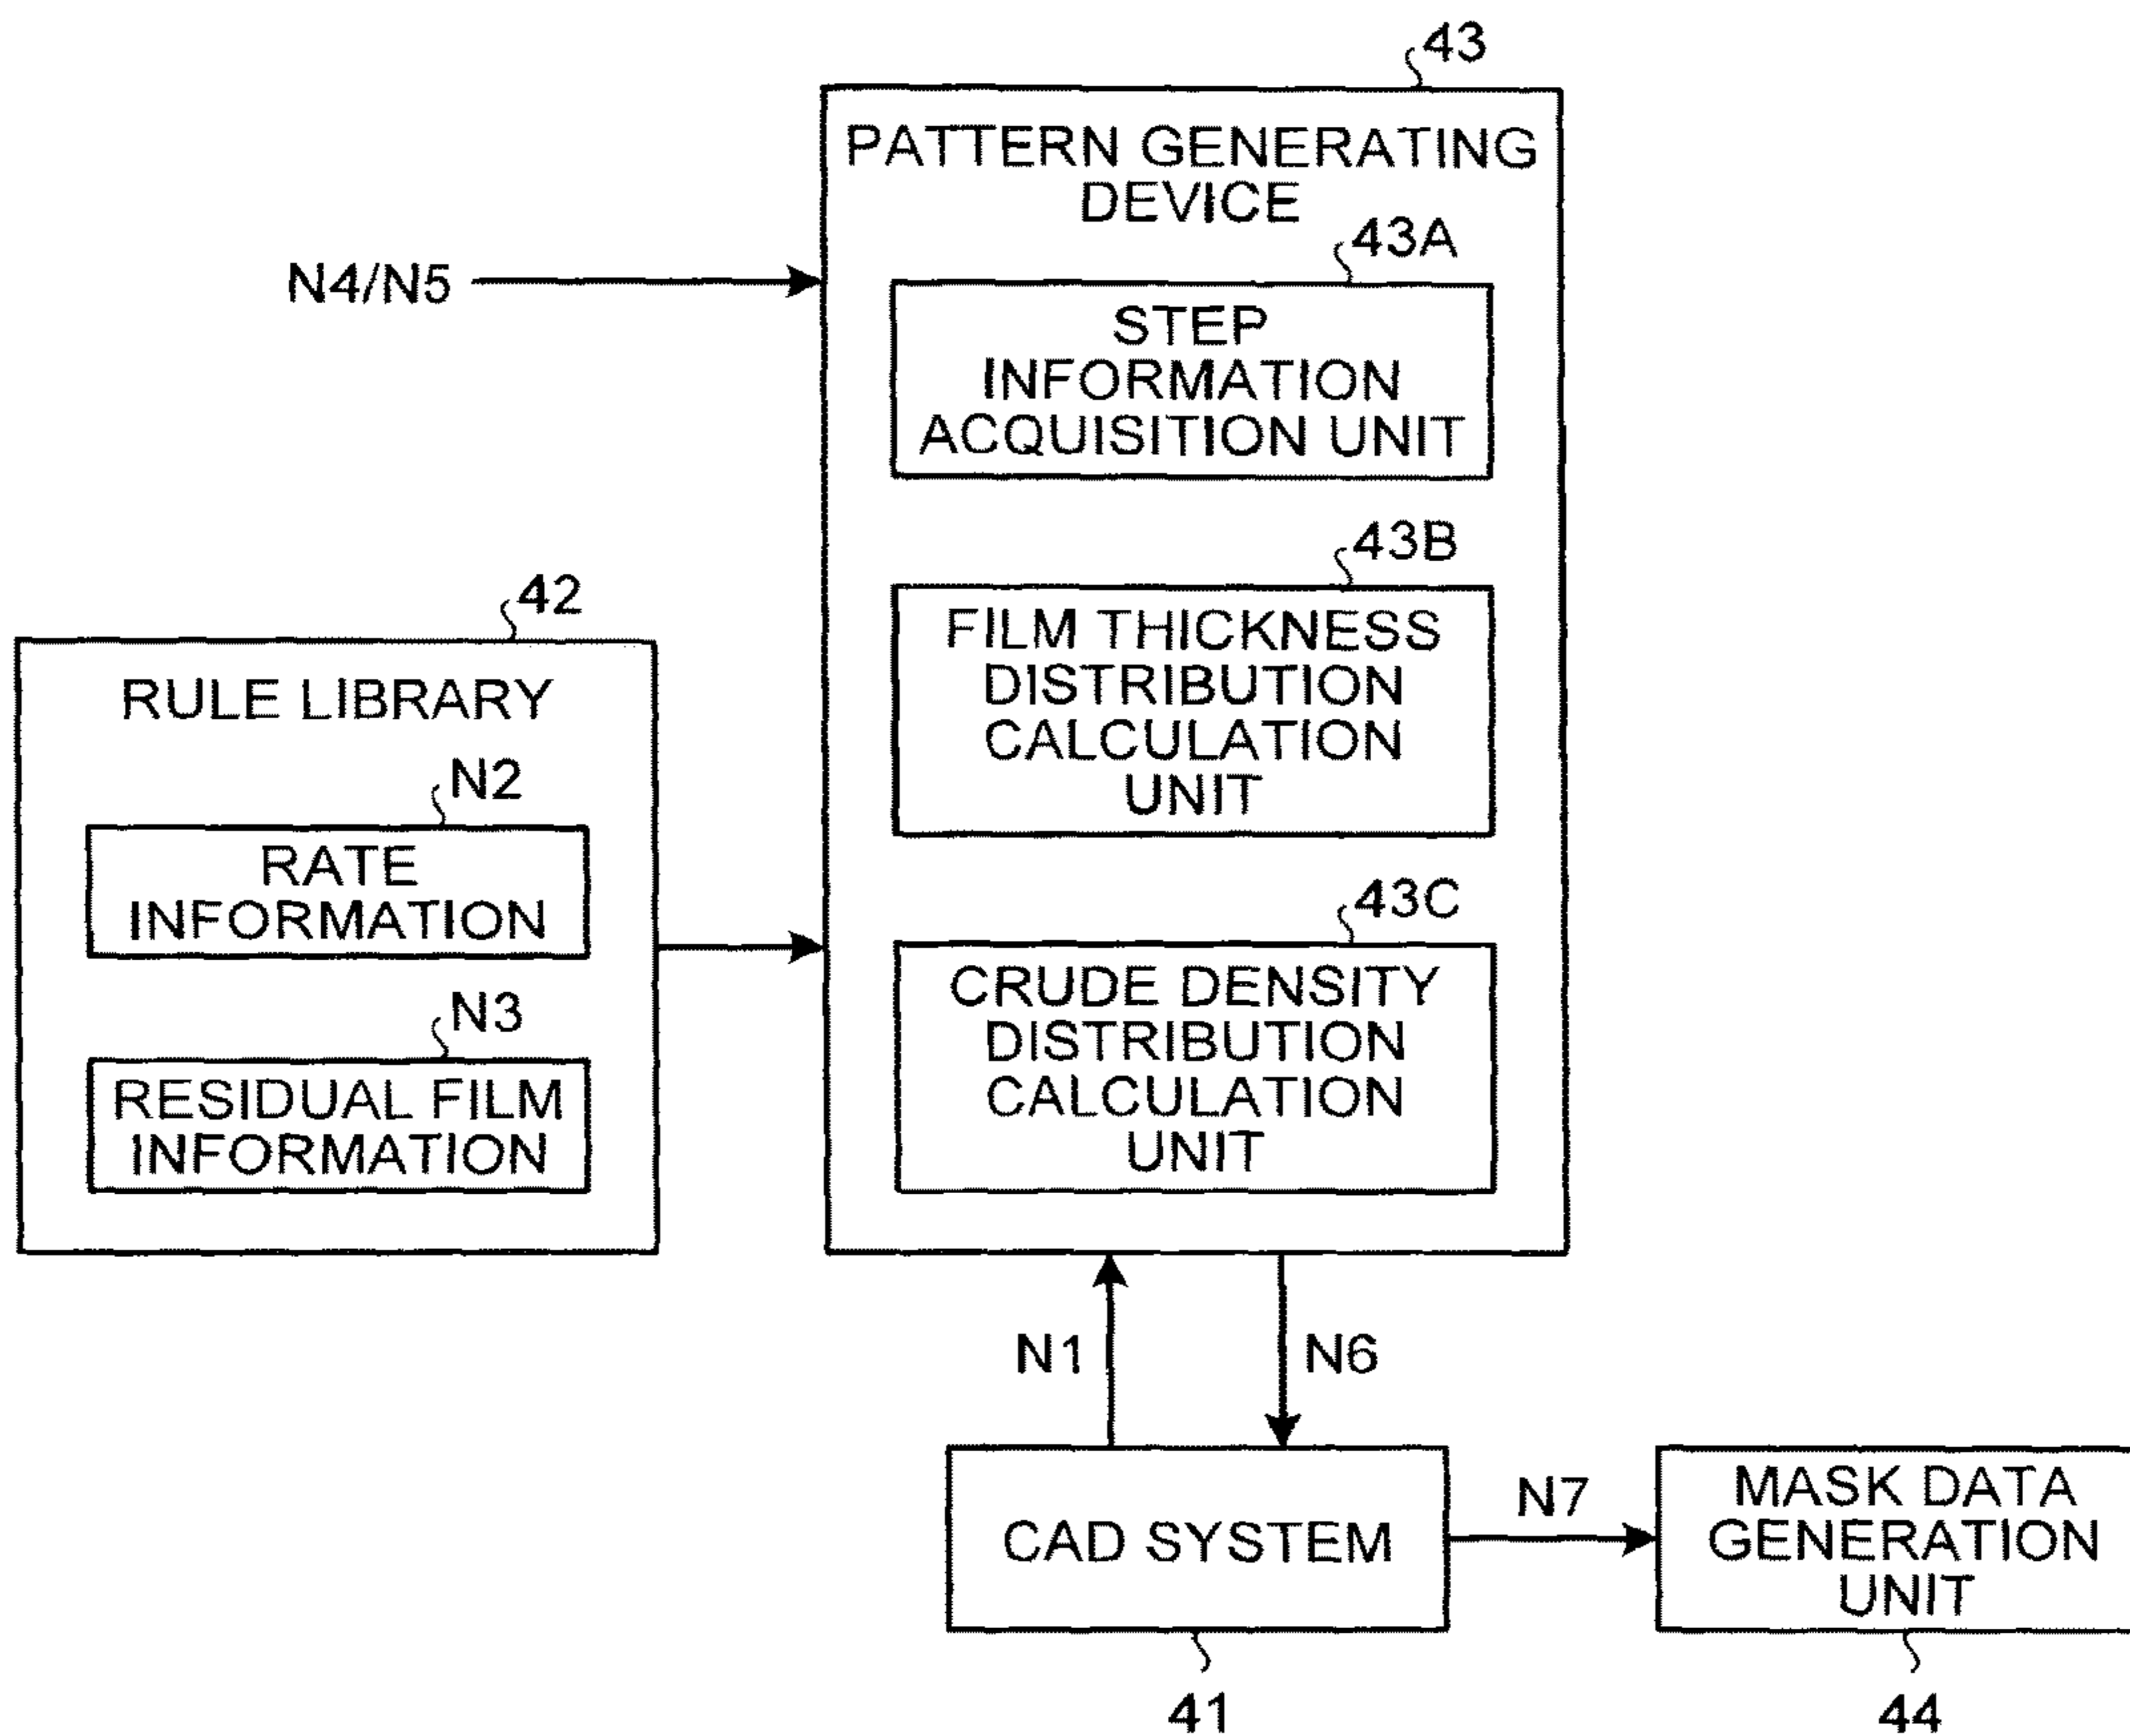 43
PATTERN GENERATING
DEVICE
N4/N5
43A
STEP
INFORMATION
ACQUISITION UNIT
43B
FILM THICKNESS
DISTRIBUTION
CALCULATION
UNIT
43C
CRUDE DENSITY
DISTRIBUTION
CALCULATION
UNIT
42
RULE LIBRARY
N2
RATE
INFORMATION
N3
RESIDUAL FILM
INFORMATION
N1
N6
CAD SYSTEM
41
N7
MASK DATA
GENERATION
UNIT
44